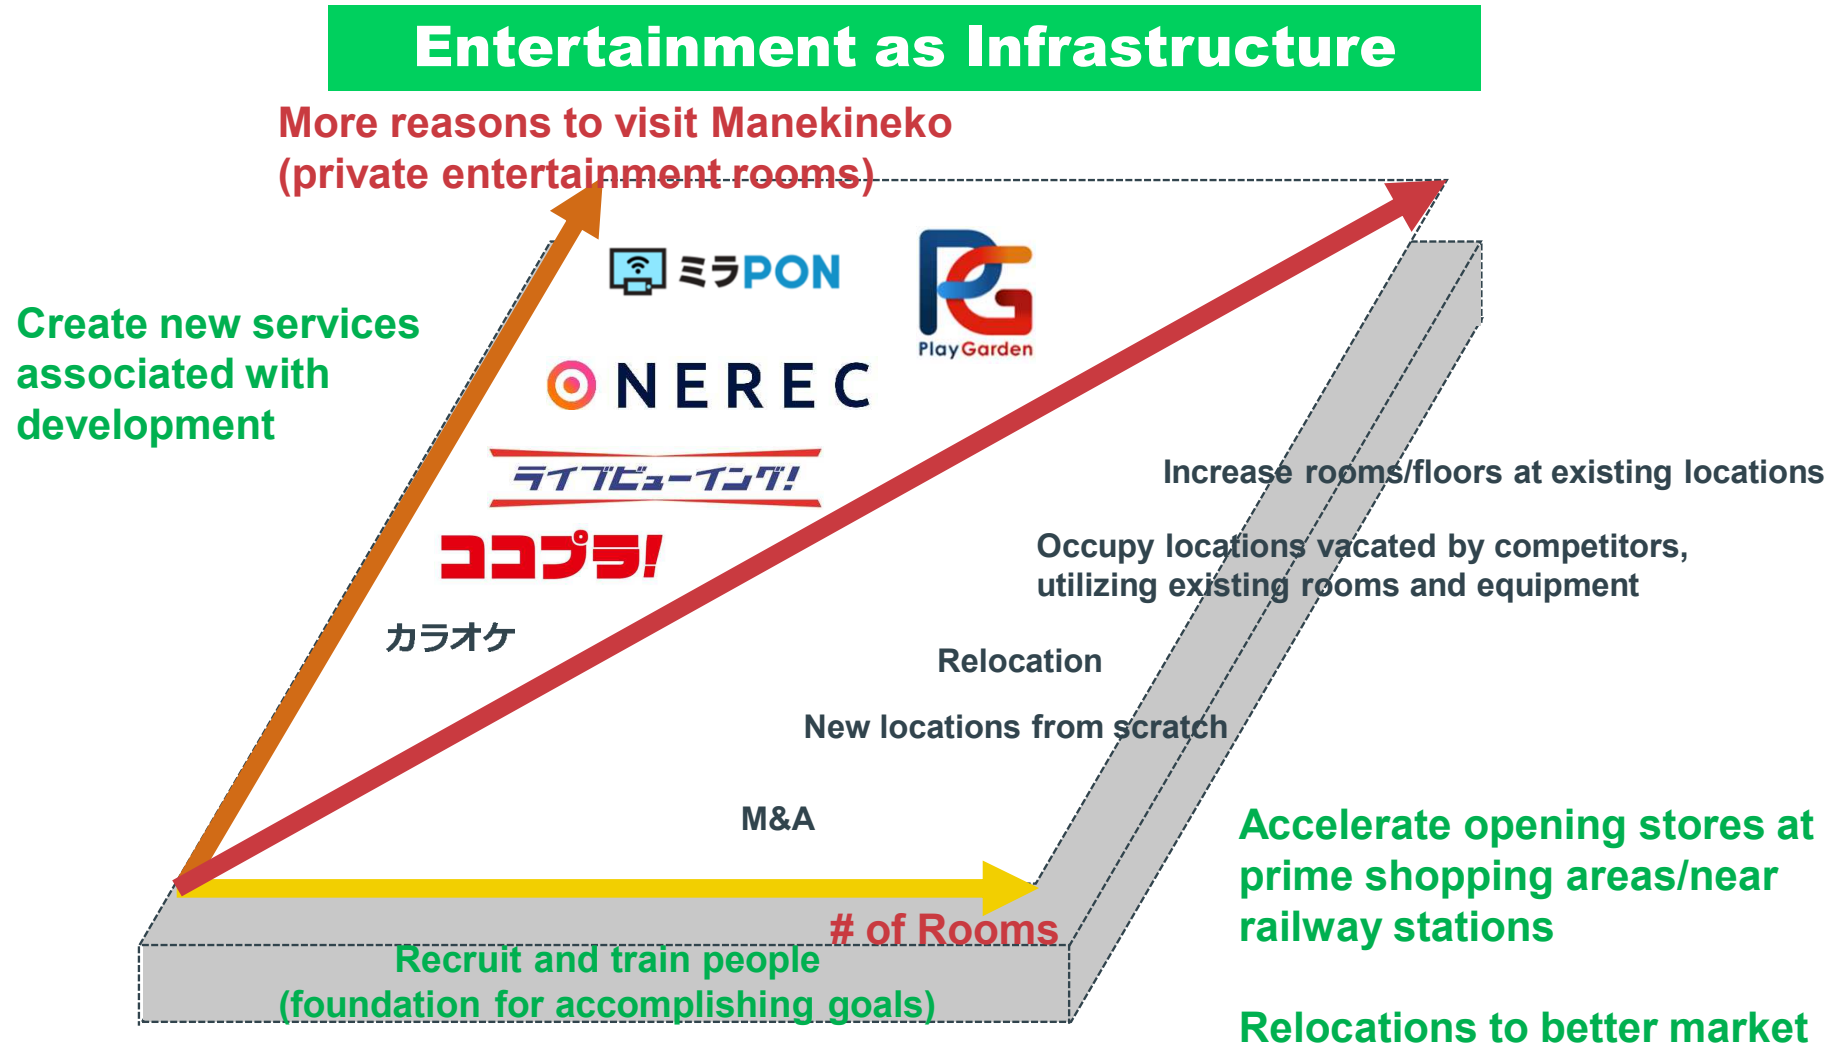 Entertainment as Infrastructure
More reasons to visit Manekineko
(private entertainment rooms)
ミラPON
PG
PlayGarden
Create new services
associated with
development
ONEREC
ライブビューイング!
ココプラ!
カラオケ
Increase rooms/floors at existing locations
Occupy locations vacated by competitors,
utilizing existing rooms and equipment
Relocation
New locations from scratch
M&A
Accelerate opening stores at
prime shopping areas/near
railway stations
# of Rooms
Recruit and train people
(foundation for accomplishing goals)
Relocations to better market